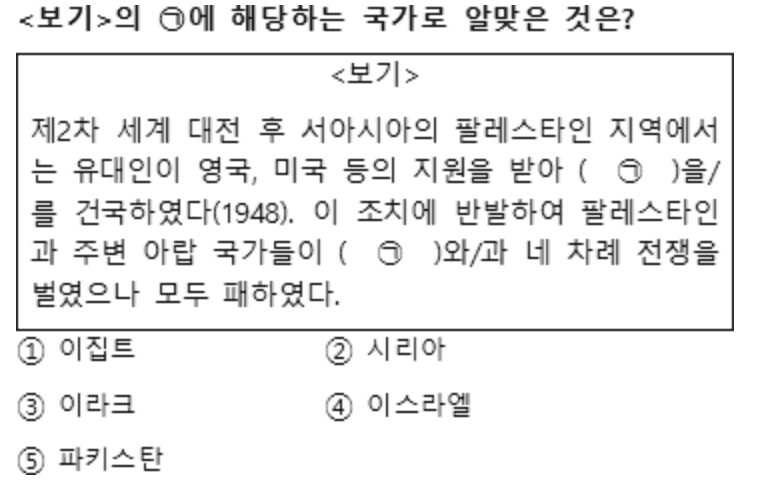 <보기>의 ㉠에 해당하는 국가로 알맞은 것은?
<보기>
제2차 세계 대전 후 서아시아의 팔레스타인 지역에서
는 유대인이 영국, 미국 등의 지원을 받아 ( ㉠ )을/
를 건국하였다(1948). 이 조치에 반발하여 팔레스타인
과 주변 아랍 국가들이 ( ㉠ )와/과 네 차례 전쟁을
벌였으나 모두 패하였다.
① 이집트 ② 시리아
③ 이라크 ④ 이스라엘
⑤ 파키스탄